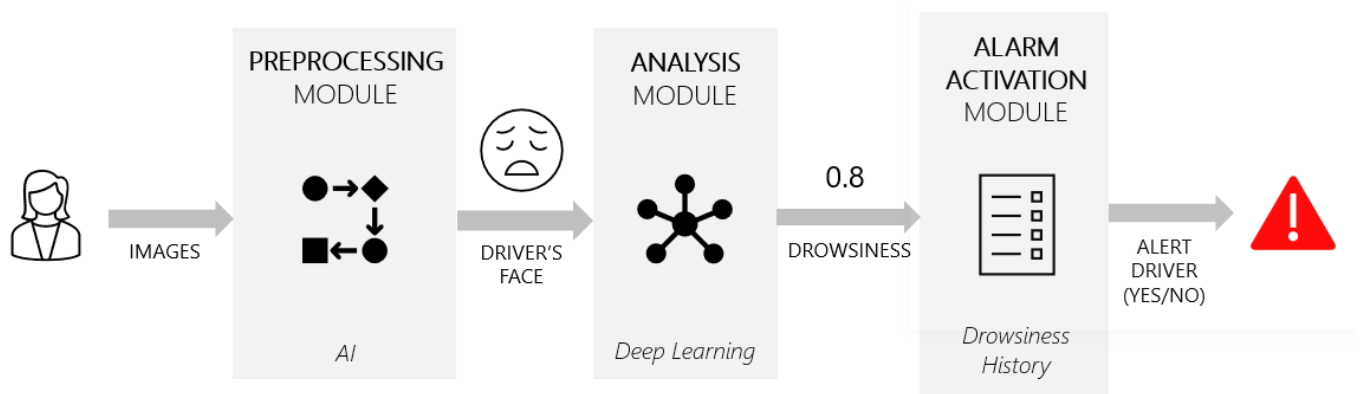 PREPROCESSING
MODULE
AI
IMAGES
DRIVER'S
FACE
ANALYSIS
MODULE
Deep Learning
0.8
DROWSINESS
ALARM
ACTIVATION
MODULE
Drowsiness
History
ALERT
DRIVER
(YES/NO)